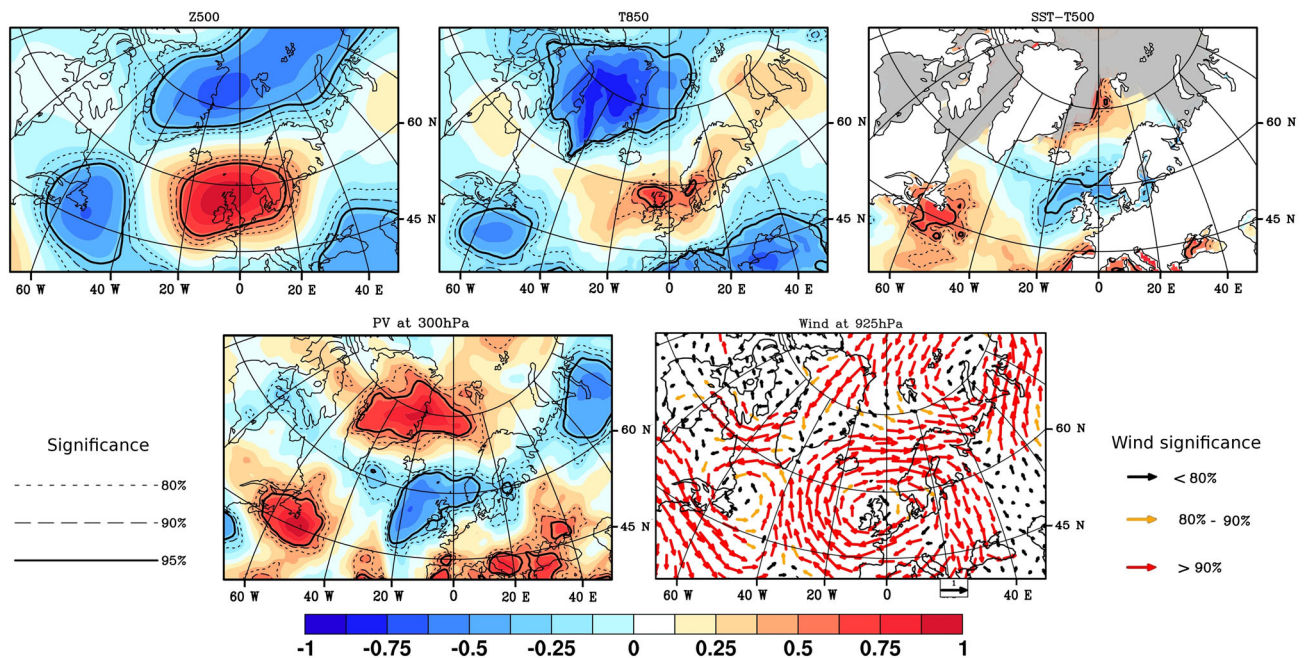 Z500
T850
SST-T500
60 N
45 N
60 W 40 W 20 W 0 20 E
60 N
45 N
60 W 40 W 20 W 0 20 E
60 N
45 N
60 W 40 W 20 W 0 20 E 40 E
PV at 300hPa
Wind at 925hPa
60 N
45 N
60 W 40 W 20 W 0 20 E 40 E
60 N
45 N
1
60 W 40 W 20 W 0 20 E 40 E
Significance
80%
90%
95%
Wind significance
< 80%
80% - 90%
> 90%
-1 -0.75 -0.5 -0.25 0 0.25 0.5 0.75 1